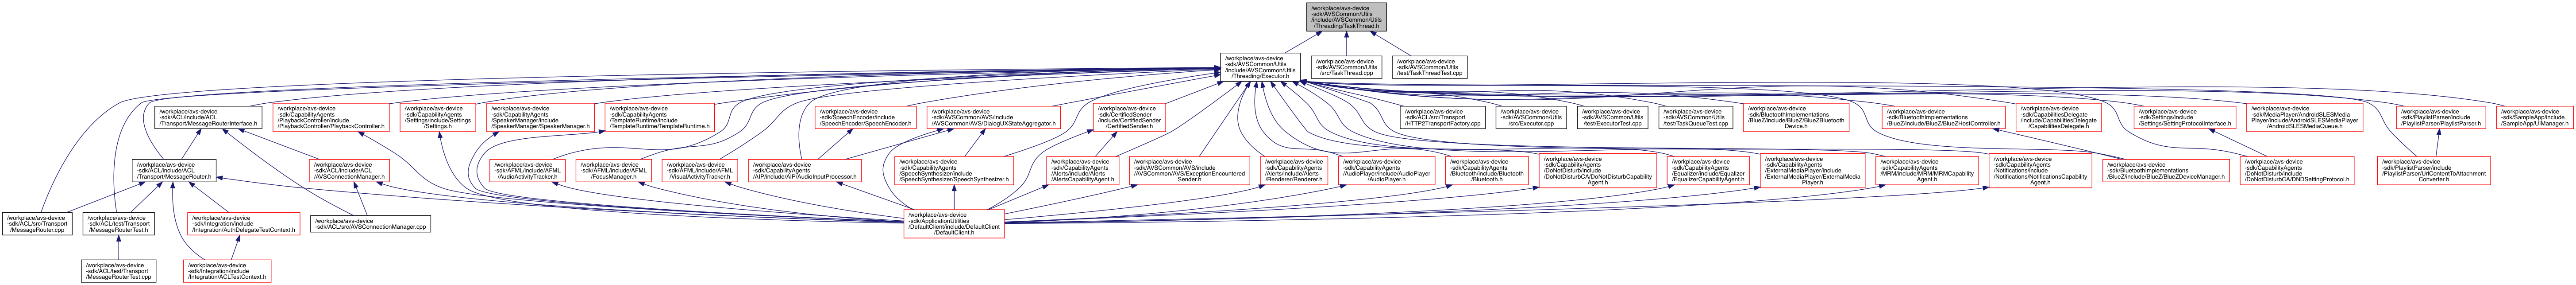 /workplace/avs-device
-sdk/AVSCommon/Utils
/include/AVSCommon/Utils
/Threading/TaskThread.h
/workplace/avs-device
-sdk/AVSCommon/Utils
/include/AVSCommon/Utils
/Threading/Executor.h
/workplace/avs-device
-sdk/AVSCommon/Utils
/src/TaskThread.cpp
/workplace/avs-device
-sdk/AVSCommon/Utils
/test/TaskThreadTest.cpp
/workplace/avs-device
-sdk/ACL/include/ACL
/Transport/MessageRouterInterface.h
/workplace/avs-device
-sdk/CapabilityAgents
/PlaybackController/include
/PlaybackController/PlaybackController.h
/workplace/avs-device
-sdk/CapabilityAgents
/Settings/include/Settings
/Settings.h
/workplace/avs-device
-sdk/CapabilityAgents
/SpeakerManager/include
/SpeakerManager/SpeakerManager.h
/workplace/avs-device
-sdk/CapabilityAgents
/TemplateRuntime/include
/TemplateRuntime/TemplateRuntime.h
/workplace/avs-device
-sdk/SpeechEncoder/include
/SpeechEncoder/SpeechEncoder.h
/workplace/avs-device
-sdk/AVSCommon/AVS/include
/AVSCommon/AVS/DialogUXStateAggregator.h
/workplace/avs-device
-sdk/CertifiedSender
/include/CertifiedSender
/CertifiedSender.h
/workplace/avs-device
-sdk/ACL/src/Transport
/HTTP2TransportFactory.cpp
/workplace/avs-device
-sdk/AVSCommon/Utils
/src/Executor.cpp
/workplace/avs-device
-sdk/AVSCommon/Utils
/test/ExecutorTest.cpp
/workplace/avs-device
-sdk/AVSCommon/Utils
/test/TaskQueueTest.cpp
/workplace/avs-device
-sdk/BluetoothImplementations
/BlueZ/include/BlueZ/BlueZBluetooth
Device.h
/workplace/avs-device
-sdk/BluetoothImplementations
/BlueZ/include/BlueZ/BlueZHostController.h
/workplace/avs-device
-sdk/CapabilitiesDelegate
/include/CapabilitiesDelegate
/CapabilitiesDelegate.h
/workplace/avs-device
-sdk/Settings/include
/Settings/SettingProtocolInterface.h
/workplace/avs-device
-sdk/MediaPlayer/AndroidSLESMedia
Player/include/AndroidSLESMediaPlayer
/AndroidSLESMediaQueue.h
/workplace/avs-device
-sdk/PlaylistParser/include
/PlaylistParser/PlaylistParser.h
/workplace/avs-device
-sdk/SampleApp/include
/SampleApp/UIManager.h
/workplace/avs-device
-sdk/ACL/include/ACL
/Transport/MessageRouter.h
/workplace/avs-device
-sdk/ACL/include/ACL
/AVSConnectionManager.h
/workplace/avs-device
-sdk/AFML/include/AFML
/AudioActivityTracker.h
/workplace/avs-device
-sdk/AFML/include/AFML
/FocusManager.h
/workplace/avs-device
-sdk/AFML/include/AFML
/VisualActivityTracker.h
/workplace/avs-device
-sdk/CapabilityAgents
/AIP/include/AIP/AudioInputProcessor.h
/workplace/avs-device
-sdk/CapabilityAgents
/SpeechSynthesizer/include
/SpeechSynthesizer/SpeechSynthesizer.h
/workplace/avs-device
-sdk/CapabilityAgents
/Alerts/include/Alerts
/AlertsCapabilityAgent.h
/workplace/avs-device
-sdk/AVSCommon/AVS/include
/AVSCommon/AVS/ExceptionEncountered
Sender.h
/workplace/avs-device
-sdk/CapabilityAgents
/Alerts/include/Alerts
/Renderer/Renderer.h
/workplace/avs-device
-sdk/CapabilityAgents
/AudioPlayer/include/AudioPlayer
/AudioPlayer.h
/workplace/avs-device
-sdk/CapabilityAgents
/Bluetooth/include/Bluetooth
/Bluetooth.h
/workplace/avs-device
-sdk/CapabilityAgents
/DoNotDisturb/include
/DoNotDisturbCA/DoNotDisturbCapability
Agent.h
/workplace/avs-device
-sdk/CapabilityAgents
/Equalizer/include/Equalizer
/EqualizerCapabilityAgent.h
/workplace/avs-device
-sdk/CapabilityAgents
/ExternalMediaPlayer/include
/ExternalMediaPlayer/ExternalMedia
Player.h
/workplace/avs-device
-sdk/CapabilityAgents
/MRM/include/MRM/MRMCapability
Agent.h
/workplace/avs-device
-sdk/CapabilityAgents
/Notifications/include
/Notifications/NotificationsCapability
Agent.h
/workplace/avs-device
-sdk/BluetoothImplementations
/BlueZ/include/BlueZ/BlueZDeviceManager.h
/workplace/avs-device
-sdk/CapabilityAgents
/DoNotDisturb/include
/DoNotDisturbCA/DNDSettingProtocol.h
/workplace/avs-device
-sdk/PlaylistParser/include
/PlaylistParser/UrlContentToAttachment
Converter.h
/workplace/avs-device
-sdk/ACL/src/Transport
/MessageRouter.cpp
/workplace/avs-device
-sdk/ACL/test/Transport
/MessageRouterTest.h
/workplace/avs-device
-sdk/Integration/include
/Integration/AuthDelegateTestContext.h
/workplace/avs-device
-sdk/ACL/src/AVSConnectionManager.cpp
/workplace/avs-device
-sdk/ApplicationUtilities
/DefaultClient/include/DefaultClient
/DefaultClient.h
/workplace/avs-device
-sdk/ACL/test/Transport
/MessageRouterTest.cpp
/workplace/avs-device
-sdk/Integration/include
/Integration/ACLTestContext.h